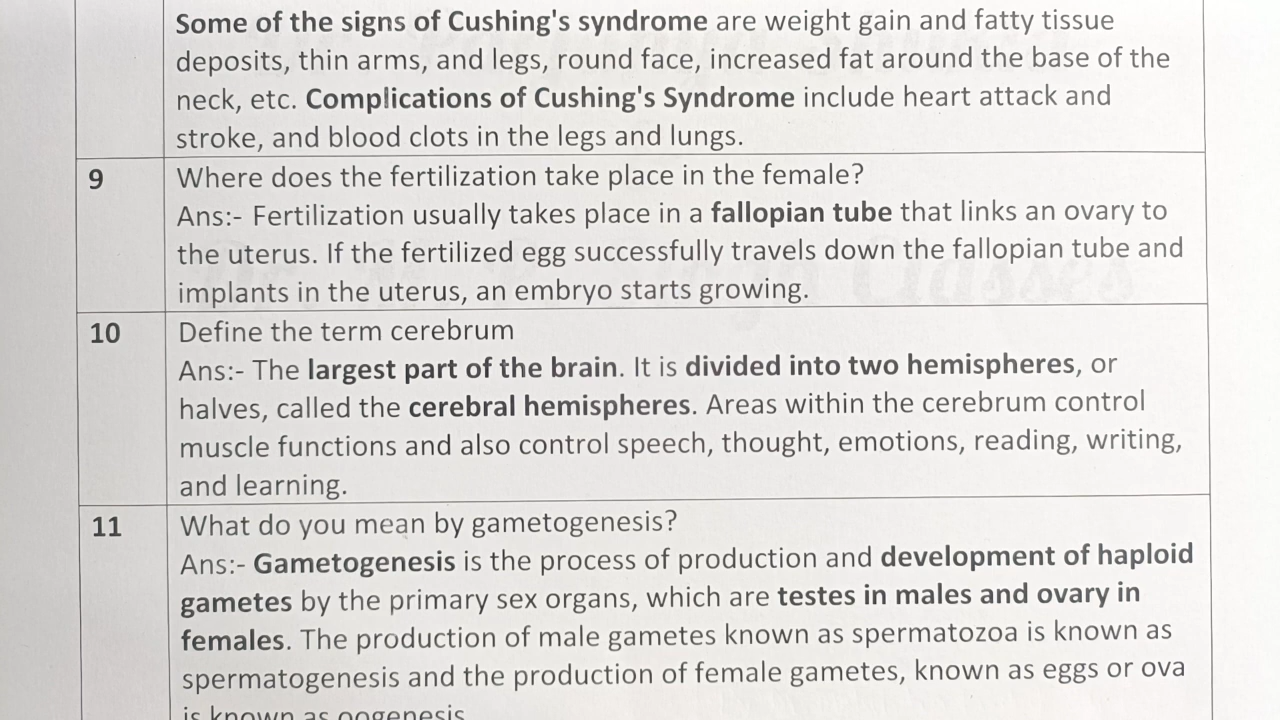 Some of the signs of Cushing's syndrome are weight gain and fatty tissue
deposits, thin arms, and legs, round face, increased fat around the base of the
neck, etc. Complications of Cushing's Syndrome include heart attack and
stroke, and blood clots in the legs and lungs.
9 Where does the fertilization take place in the female?
Ans:- Fertilization usually takes place in a fallopian tube that links an ovary to
the uterus. If the fertilized egg successfully travels down the fallopian tube and
implants in the uterus, an embryo starts growing.
10 Define the term cerebrum
Ans:- The largest part of the brain. It is divided into two hemispheres, or
halves, called the cerebral hemispheres. Areas within the cerebrum control
muscle functions and also control speech, thought, emotions, reading, writing,
and learning.
11 What do you mean by gametogenesis?
Ans:- Gametogenesis is the process of production and development of haploid
gametes by the primary sex organs, which are testes in males and ovary in
females. The production of male gametes known as spermatozoa is known as
spermatogenesis and the production of female gametes, known as eggs or ova
is known as oogenesis